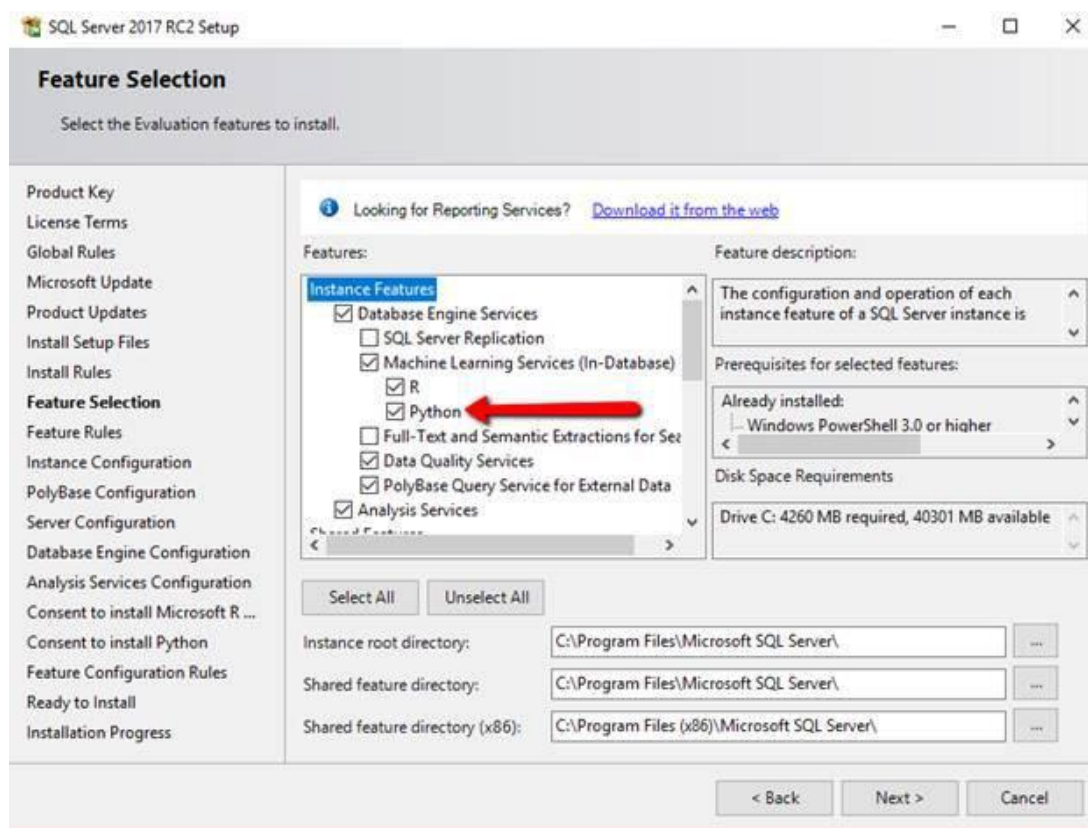 SQL Server 2017 RC2 Setup
Feature Selection
Select the Evaluation features to install.
Product Key
License Terms
Global Rules
Microsoft Update
Product Updates
Install Setup Files
Install Rules
Feature Selection
Feature Rules
Instance Configuration
PolyBase Configuration
Server Configuration
Database Engine Configuration
Analysis Services Configuration
Consent to install Microsoft R ...
Consent to install Python
Feature Configuration Rules
Ready to Install
Installation Progress
Looking for Reporting Services? Download it from the web
Features:
Instance Features
Database Engine Services
SQL Server Replication
Machine Learning Services (In-Database)
R
Python
Full-Text and Semantic Extractions for Sea
Data Quality Services
PolyBase Query Service for External Data
Analysis Services
Shared Features
Feature description:
The configuration and operation of each
instance feature of a SQL Server instance is
Prerequisites for selected features:
Already installed:
Windows PowerShell 3.0 or higher
Disk Space Requirements
Drive C: 4260 MB required, 40301 MB available
Select All Unselect All
Instance root directory: C:\Program Files\Microsoft SQL Server\ ...
Shared feature directory: C:\Program Files\Microsoft SQL Server\ ...
Shared feature directory (x86): C:\Program Files (x86)\Microsoft SQL Server\ ...
< Back Next > Cancel